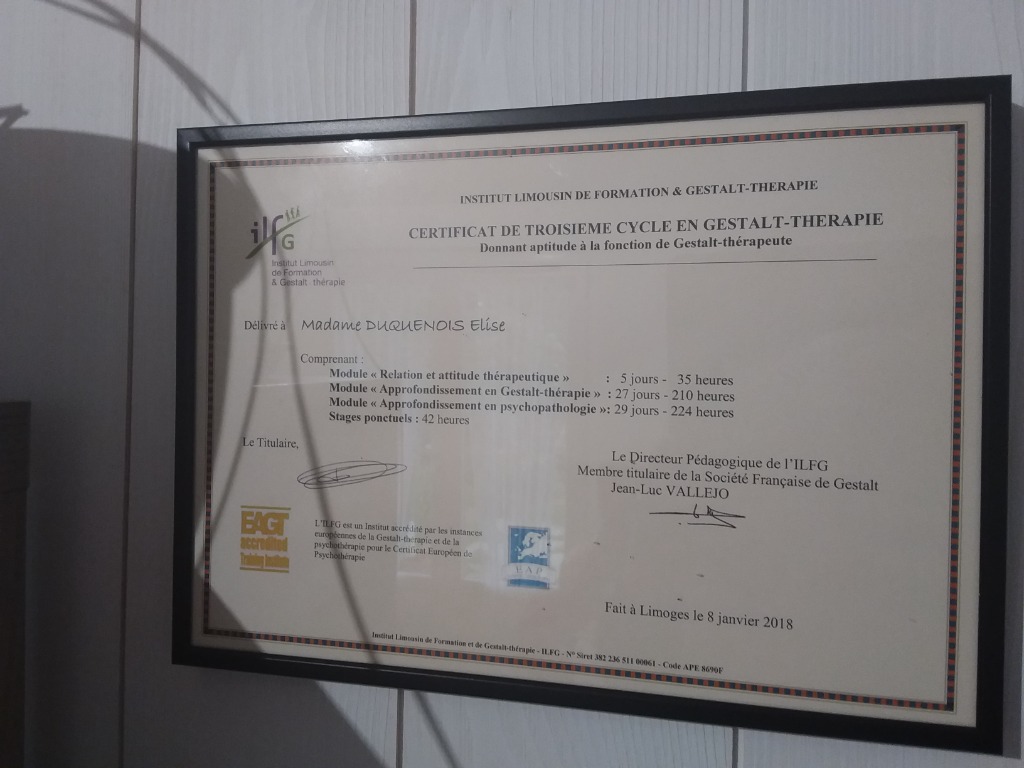 INSTITUT LIMOUSIN DE FORMATION & GESTALT-THERAPIE
CERTIFICAT DE TROISIEME CYCLE EN GESTALT-THERAPIE
Donnant aptitude à la fonction de Gestalt-thérapeute
ilfG
Institut Limousin
de Formation
& Gestalt - thérapie
Délivré à Madame DUQUENOIS Elise
Comprenant :
Module « Relation et attitude thérapeutique » : 5 jours - 35 heures
Module « Approfondissement en Gestalt-thérapie » : 27 jours - 210 heures
Module « Approfondissement en psychopathologie »: 29 jours - 224 heures
Stages ponctuels : 42 heures
Le Titulaire,
Le Directeur Pédagogique de l'ILFG
Membre titulaire de la Société Française de Gestalt
Jean-Luc VALLEJO
EAGT
accredited
Training Institute
L'ILFG est un Institut accrédité par les instances
européennes de la Gestalt-thérapie et de la
psychothérapie pour le Certificat Européen de
Psychothérapie
EAP
Fait à Limoges le 8 janvier 2018
Institut Limousin de Formation et de Gestalt-thérapie - ILFG - N° Siret 382 236 511 00061 - Code APE 8690F